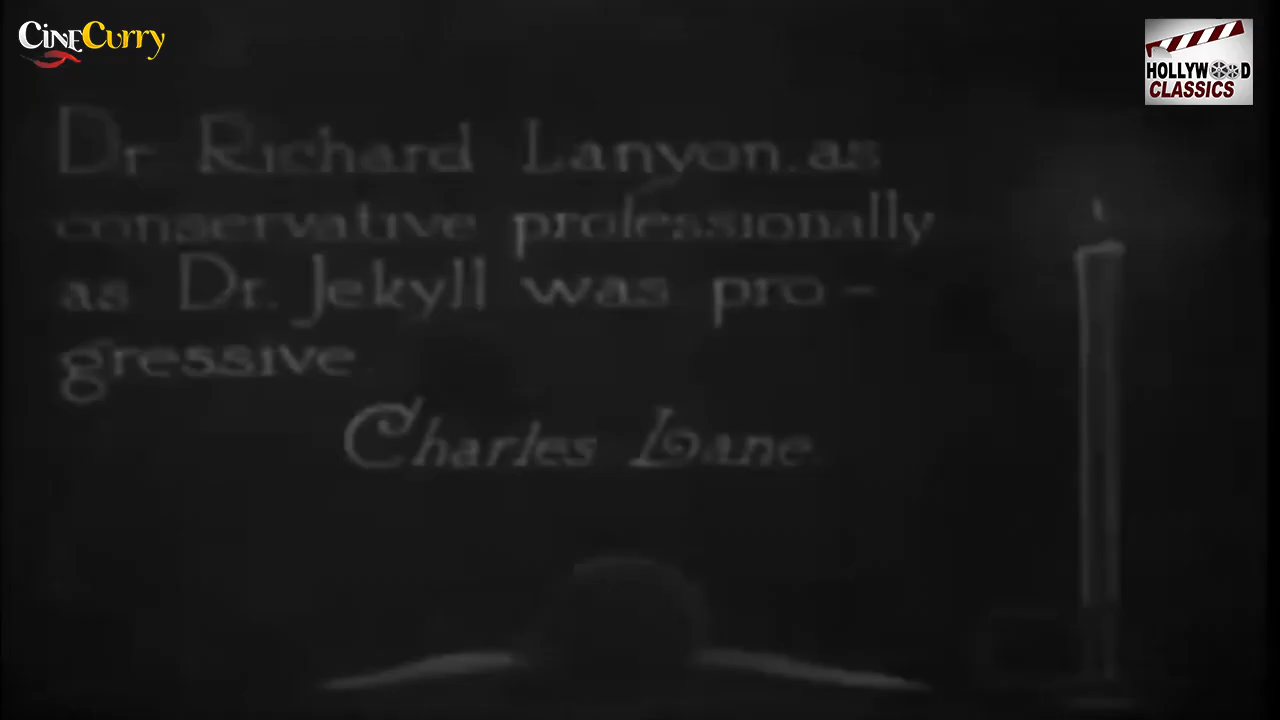 CINECURRY
HOLLYWOOD
CLASSICS
Dr Richard Lanyon, as
conservative professionally
as Dr. Jekyll was pro-
gressive.
Charles Lane.